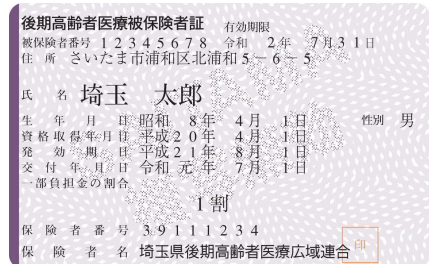 後期高齢者医療被保険者証 有効期限
被保険者番号 12345678 令和 2年 7月31日
住所 さいたま市浦和区北浦和5-6-5
氏名 埼玉 太郎
生年月日 昭和 8年 4月 1日 性別 男
資格取得年月日 平成20年 4月 1日
発効期日 平成21年 8月 1日
交付年月日 令和 元年 7月 1日
一部負担金の割合
1割
保険者番号 39111234
保険者名 埼玉県後期高齢者医療広域連合 印